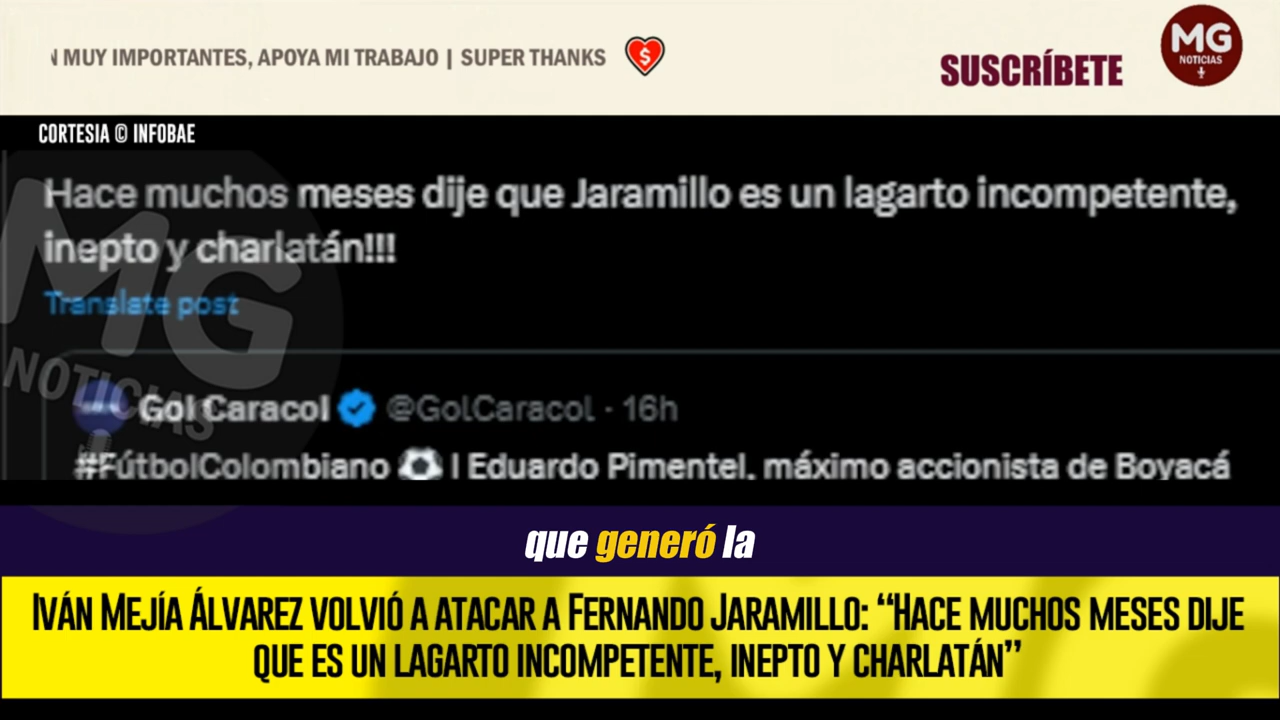 N MUY IMPORTANTES, APOYA MI TRABAJO | SUPER THANKS
SUSCRÍBETE
MG
NOTICIAS
CORTESIA © INFOBAE
Hace muchos meses dije que Jaramillo es un lagarto incompetente,
inepto y charlatán!!!
Translate post
MG
NOTICIAS
Gol Caracol @GolCaracol · 16h
#FútbolColombiano ⚽ | Eduardo Pimentel, máximo accionista de Boyacá
que generó la
IVÁN MEJÍA ÁLVAREZ VOLVIÓ A ATACAR A FERNANDO JARAMILLO: “HACE MUCHOS MESES DIJE
QUE ES UN LAGARTO INCOMPETENTE, INEPTO Y CHARLATÁN”